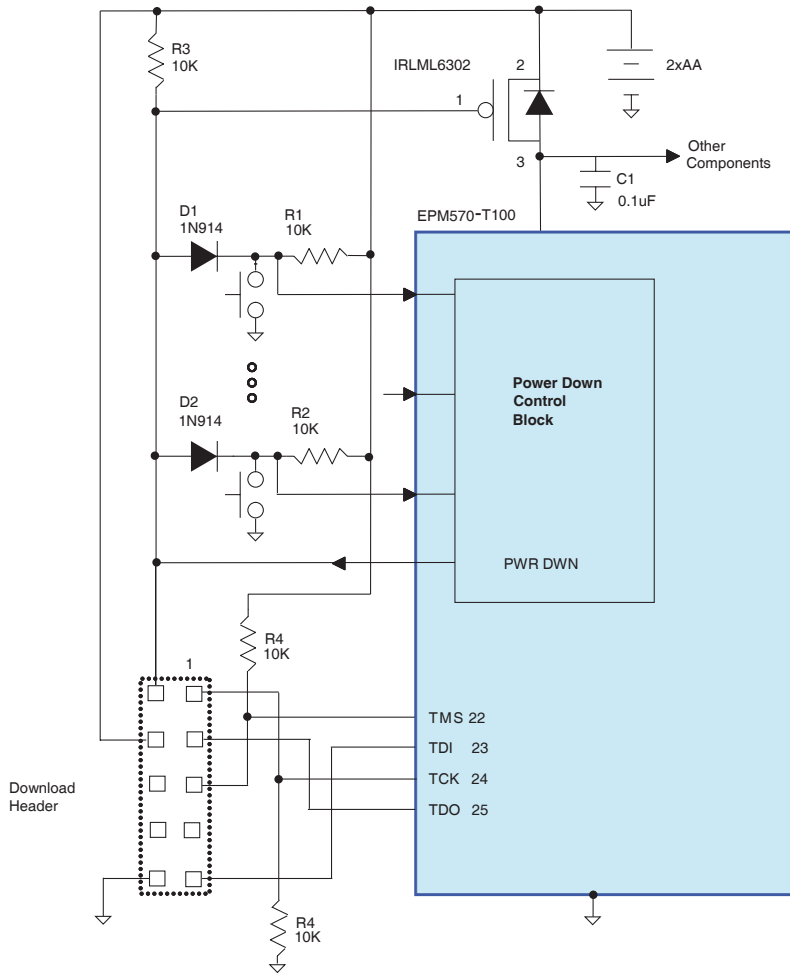 R3
10K
IRLML6302
2
1
3
2xAA
Other
Components
C1
0.1uF
EPM570-T100
D1
1N914
R1
10K
D2
1N914
R2
10K
Power Down
Control
Block
PWR DWN
R4
10K
1
TMS 22
TDI 23
TCK 24
TDO 25
Download
Header
R4
10K